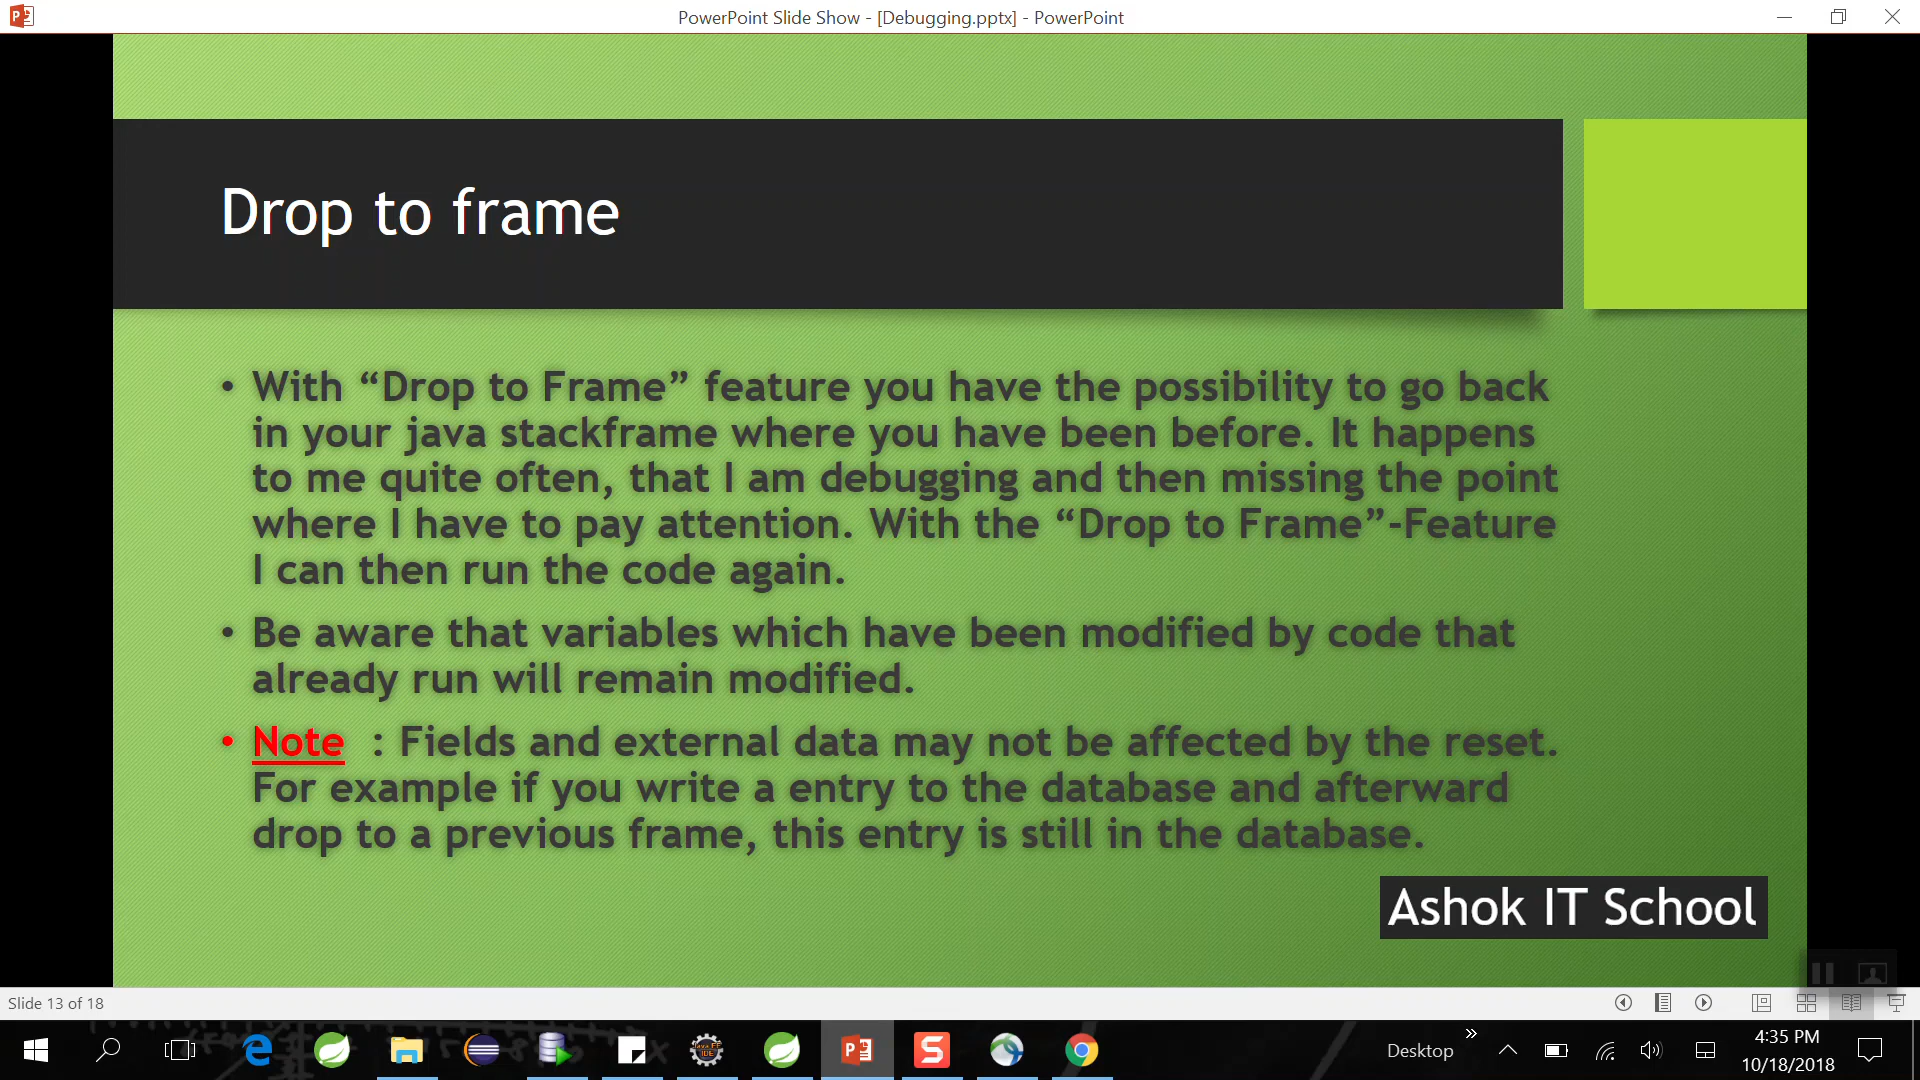 PowerPoint Slide Show - [Debugging.pptx] - PowerPoint
Drop to frame
• With “Drop to Frame” feature you have the possibility to go back
in your java stackframe where you have been before. It happens
to me quite often, that I am debugging and then missing the point
where I have to pay attention. With the “Drop to Frame”-Feature
I can then run the code again.
• Be aware that variables which have been modified by code that
already run will remain modified.
• Note : Fields and external data may not be affected by the reset.
For example if you write a entry to the database and afterward
drop to a previous frame, this entry is still in the database.
Ashok IT School
Slide 13 of 18
Desktop
4:35 PM
10/18/2018